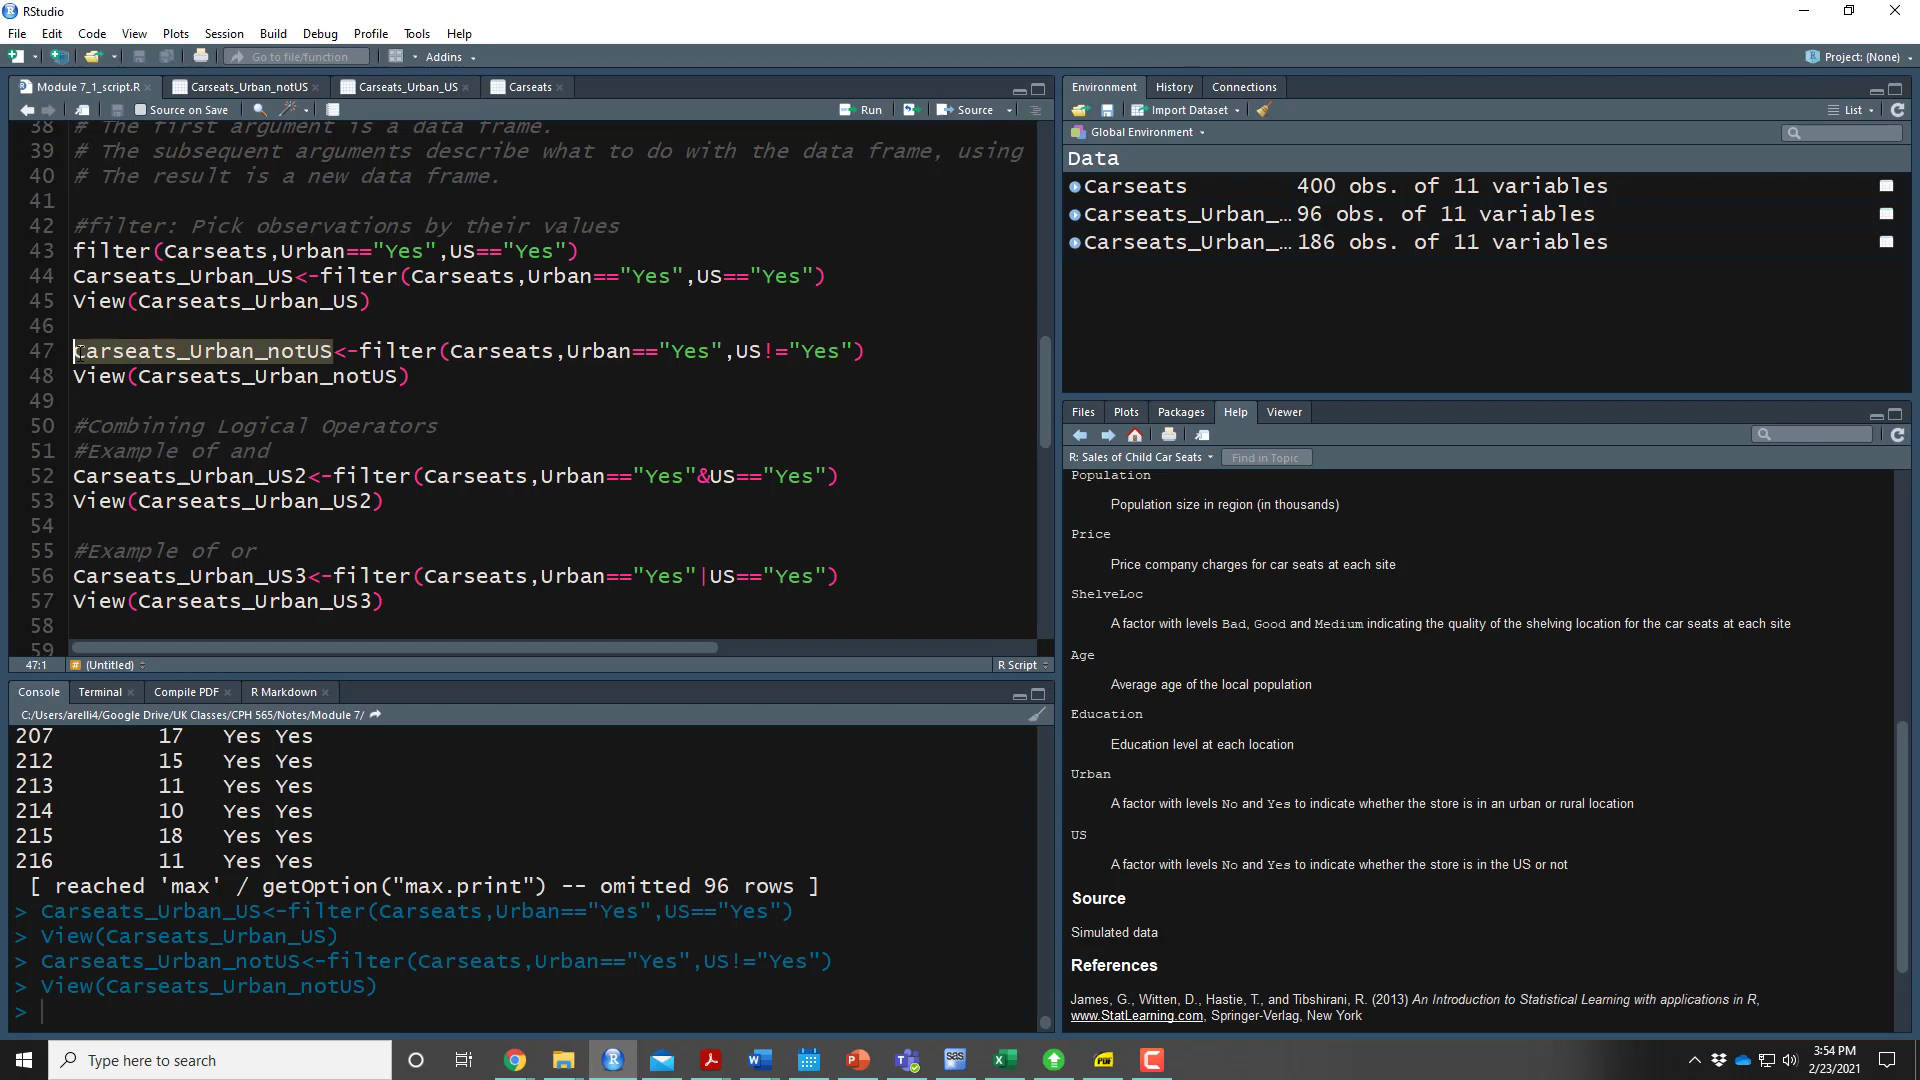 RStudio
File Edit Code View Plots Session Build Debug Profile Tools Help
Go to file/function Addins Project: (None)
Module 7_1_script.R Carseats_Urban_notUS Carseats_Urban_US Carseats
Source on Save Run Source
38 # The first argument is a data frame.
39 # The subsequent arguments describe what to do with the data frame, using
40 # The result is a new data frame.
41
42 #filter: Pick observations by their values
43 filter(Carseats,Urban=="Yes",US=="Yes")
44 Carseats_Urban_US<-filter(Carseats,Urban=="Yes",US=="Yes")
45 View(Carseats_Urban_US)
46
47 Carseats_Urban_notUS<-filter(Carseats,Urban=="Yes",US!="Yes")
48 View(Carseats_Urban_notUS)
49
50 #Combining Logical Operators
51 #Example of and
52 Carseats_Urban_US2<-filter(Carseats,Urban=="Yes"&US=="Yes")
53 View(Carseats_Urban_US2)
54
55 #Example of or
56 Carseats_Urban_US3<-filter(Carseats,Urban=="Yes"|US=="Yes")
57 View(Carseats_Urban_US3)
58
59
47:1 (Untitled) R Script
Console Terminal Compile PDF R Markdown
C:/Users/arelli4/Google Drive/UK Classes/CPH 565/Notes/Module 7/
207 17 Yes Yes
212 15 Yes Yes
213 11 Yes Yes
214 10 Yes Yes
215 18 Yes Yes
216 11 Yes Yes
[ reached 'max' / getOption("max.print") -- omitted 96 rows ]
> Carseats_Urban_US<-filter(Carseats,Urban=="Yes",US=="Yes")
> View(Carseats_Urban_US)
> Carseats_Urban_notUS<-filter(Carseats,Urban=="Yes",US!="Yes")
> View(Carseats_Urban_notUS)
>
Environment History Connections
Import Dataset List
Global Environment
Data
Carseats 400 obs. of 11 variables
Carseats_Urban_… 96 obs. of 11 variables
Carseats_Urban_… 186 obs. of 11 variables
Files Plots Packages Help Viewer
R: Sales of Child Car Seats Find in Topic
Population
Population size in region (in thousands)
Price
Price company charges for car seats at each site
ShelveLoc
A factor with levels Bad, Good and Medium indicating the quality of the shelving location for the car seats at each site
Age
Average age of the local population
Education
Education level at each location
Urban
A factor with levels No and Yes to indicate whether the store is in an urban or rural location
US
A factor with levels No and Yes to indicate whether the store is in the US or not
Source
Simulated data
References
James, G., Witten, D., Hastie, T., and Tibshirani, R. (2013) An Introduction to Statistical Learning with applications in R,
www.StatLearning.com, Springer-Verlag, New York
Type here to search
3:54 PM
2/23/2021